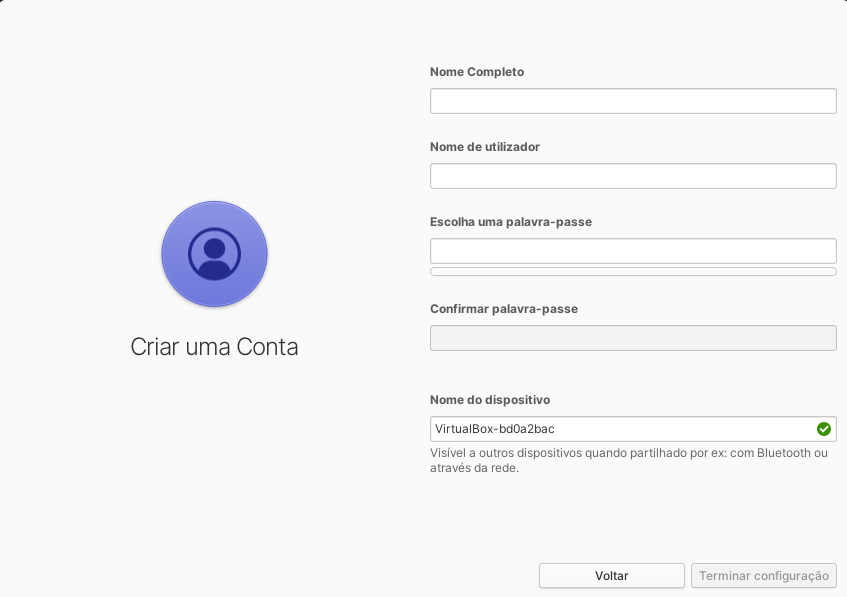 Criar uma Conta
Nome Completo
Nome de utilizador
Escolha uma palavra-passe
Confirmar palavra-passe
Nome do dispositivo
VirtualBox-bd0a2bac
Visível a outros dispositivos quando partilhado por ex: com Bluetooth ou
através da rede.
Voltar
Terminar configuração